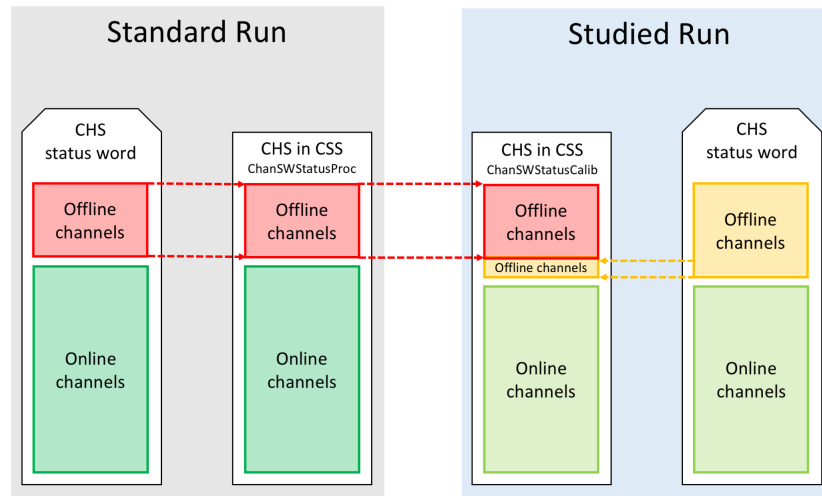 Standard Run
CHS
status word
Offline
channels
Online
channels
CHS in CSS
ChanSWStatusProc
Offline
channels
Online
channels
Studied Run
CHS in CSS
ChanSWStatusCalib
Offline
channels
Offline channels
Online
channels
CHS
status word
Offline
channels
Online
channels